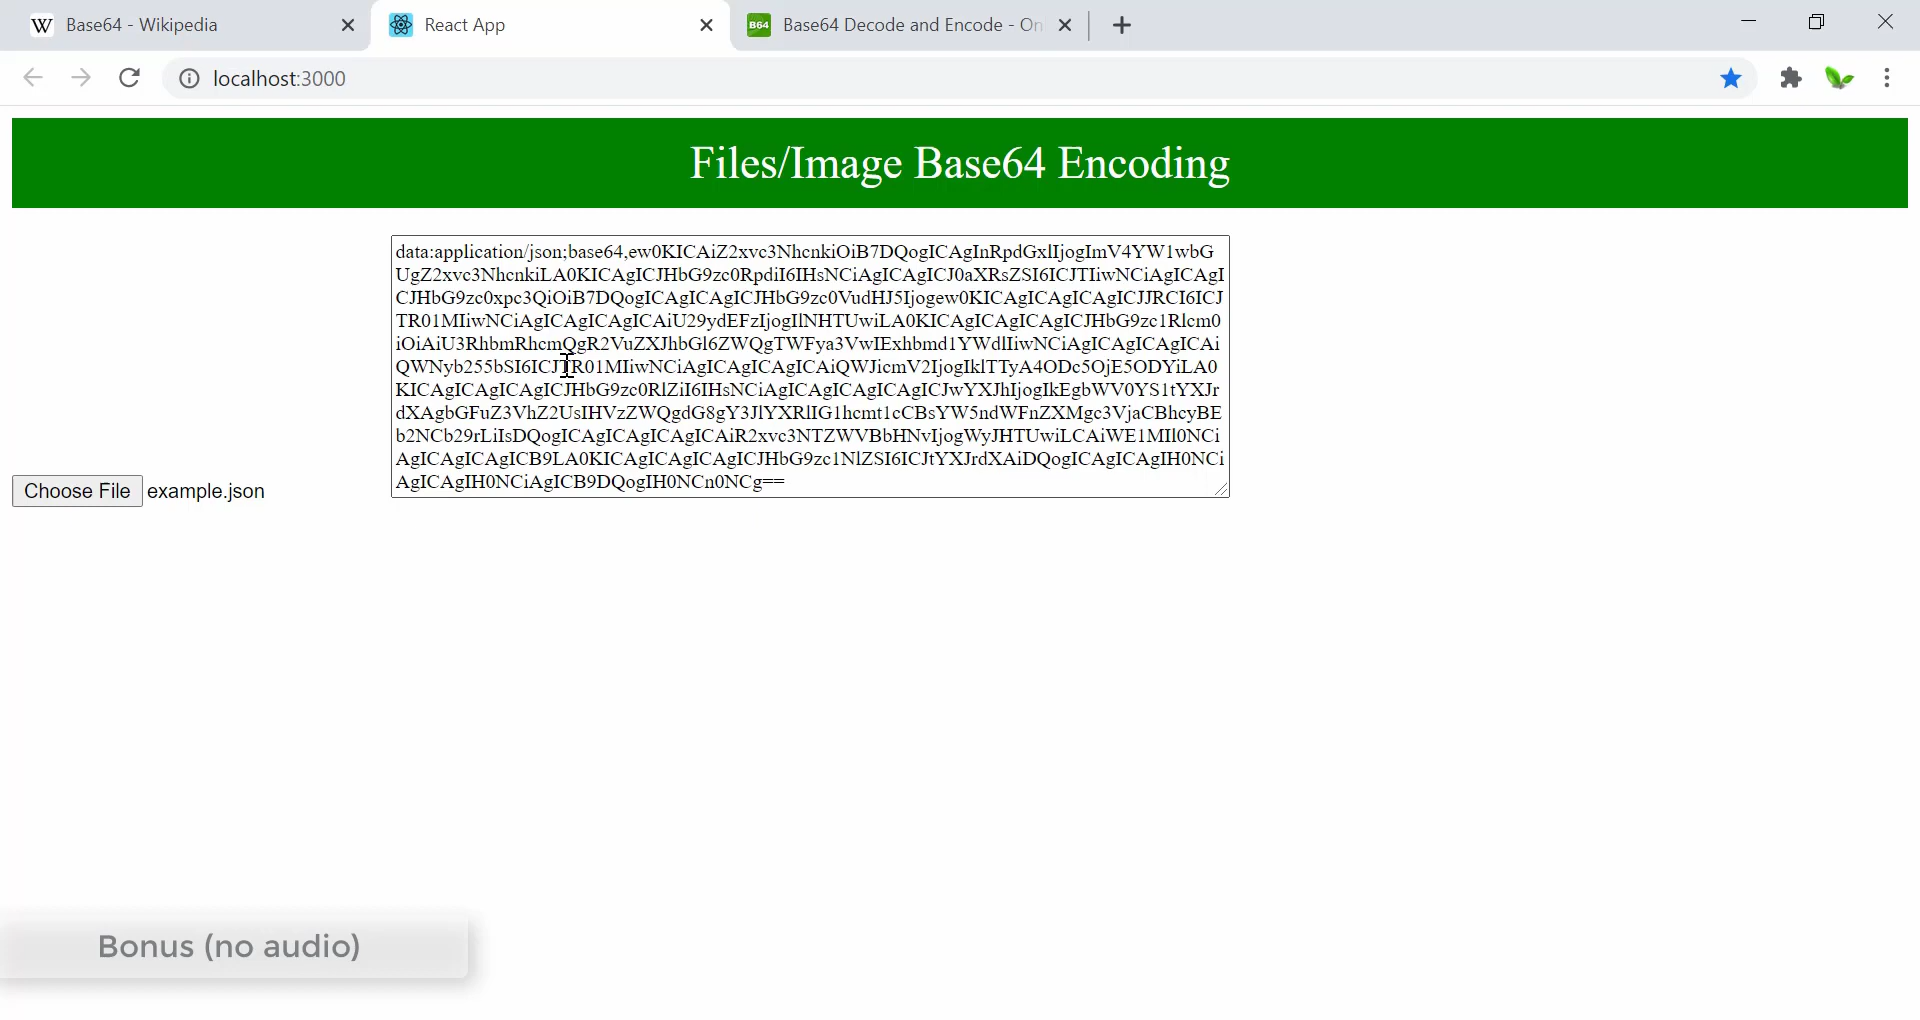 Base64 - Wikipedia
React App
B64
Base64 Decode and Encode - On
localhost:3000
Files/Image Base64 Encoding
data:application/json;base64,ew0KICAiZ2xvc3NhcnkiOiB7DQogICAgInRpdGxlIjogImV4YW1wbG
UgZ2xvc3NhcnkiLA0KICAgICJHbG9zc0RpdiI6IHsNCiAgICAgICJ0aXRsZSI6ICJTIiwNCiAgICAgI
CJHbG9zc0xpc3QiOiB7DQogICAgICAgICJHbG9zc0VudHJ5Ijogew0KICAgICAgICAgICJJRCI6ICJ
TR01MIiwNCiAgICAgICAgICAiU29ydEFzIjogIlNHTUwiLA0KICAgICAgICAgICJHbG9zc1Rlcm0
iOiAiU3RhbmRhcmQgR2VuZXJhbGl6ZWQgTWFya3VwIExhbmd1YWdlIiwNCiAgICAgICAgICAi
QWNyb255bSI6ICJTR01MIiwNCiAgICAgICAgICAiQWJicmV2IjogIklTTyA4ODc5OjE5ODYiLA0
KICAgICAgICAgICJHbG9zc0RlZiI6IHsNCiAgICAgICAgICAgICJwYXJhIjogIkEgbWV0YS1tYXJr
dXAgbGFuZ3VhZ2UsIHVzZWQgdG8gY3JlYXRlIG1hcmt1cCBsYW5ndWFnZXMgc3VjaCBhcyBE
b2NCb29rLiIsDQogICAgICAgICAgICAiR2xvc3NTZWVBbHNvIjogWyJHTUwiLCAiWE1MIl0NCi
AgICAgICAgICB9LA0KICAgICAgICAgICJHbG9zc1NlZSI6ICJtYXJrdXAiDQogICAgICAgIH0NCi
AgICAgIH0NCiAgICB9DQogIH0NCn0NCg==
Choose File example.json
Bonus (no audio)